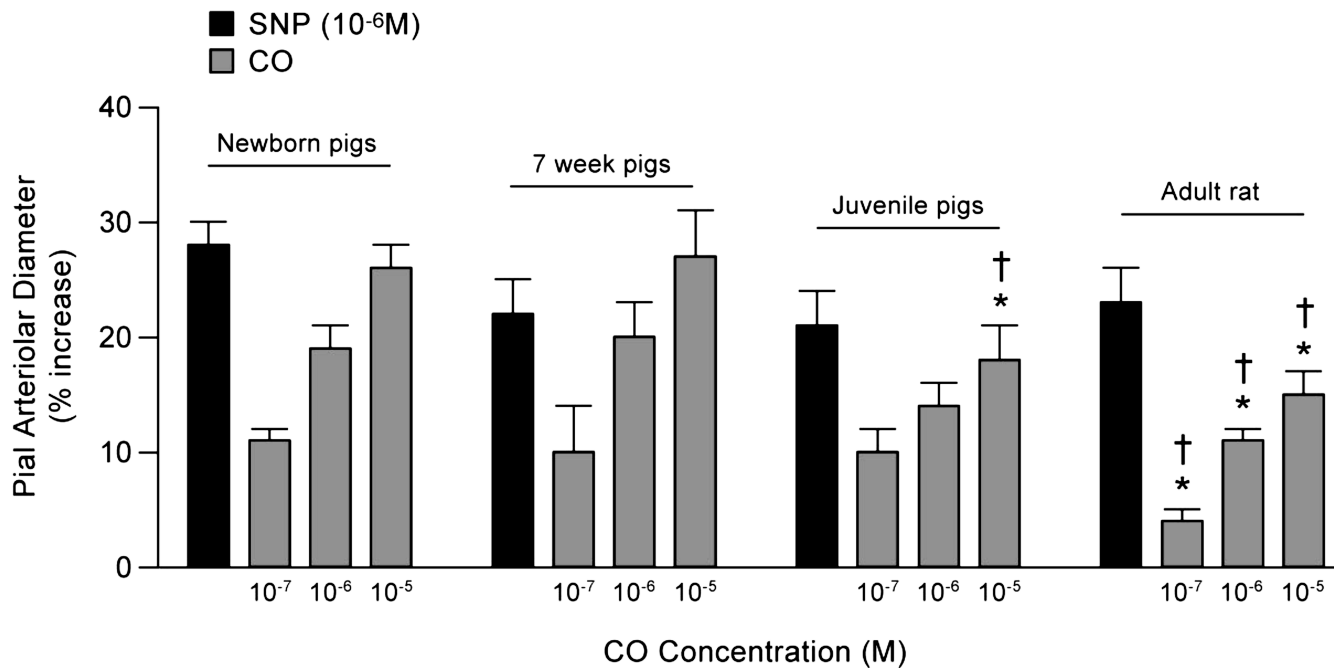 SNP (10⁻⁶M)
CO
40
30
20
10
0
Pial Arteriolar Diameter
(% increase)
Newborn pigs
7 week pigs
Juvenile pigs
Adult rat
†
*
†
*
†
*
†
*
10⁻⁷ 10⁻⁶ 10⁻⁵ 10⁻⁷ 10⁻⁶ 10⁻⁵ 10⁻⁷ 10⁻⁶ 10⁻⁵ 10⁻⁷ 10⁻⁶ 10⁻⁵
CO Concentration (M)